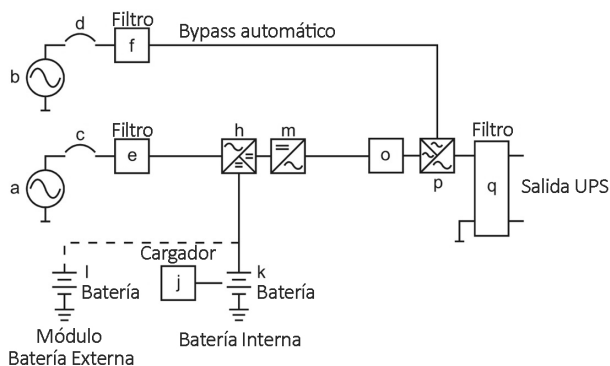 d
Filtro
Bypass automático
f
b
c
Filtro
h
m
Filtro
e
o
a
p
q
Salida UPS
Cargador
l
k
Batería
j
Batería
Módulo
Batería Externa
Batería Interna